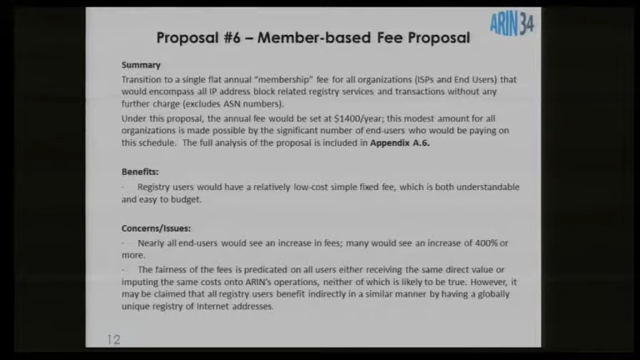 ARIN 34
Proposal #6 – Member-based Fee Proposal
Summary
Transition to a single flat annual “membership” fee for all organizations (ISPs and End Users) that
would encompass all IP address block related registry services and transactions without any
further charge (excludes ASN numbers).
Under this proposal, the annual fee would be set at $1400/year; this modest amount for all
organizations is made possible by the significant number of end-users who would be paying on
this schedule. The full analysis of the proposal is included in Appendix A.6.
Benefits:
· Registry users would have a relatively low-cost simple fixed fee, which is both understandable
and easy to budget.
Concerns/Issues:
· Nearly all end-users would see an increase in fees; many would see an increase of 400% or
more.
· The fairness of the fees is predicated on all users either receiving the same direct value or
imputing the same costs onto ARIN's operations, neither of which is likely to be true. However, it
may be claimed that all registry users benefit indirectly in a similar manner by having a globally
unique registry of Internet addresses.
12